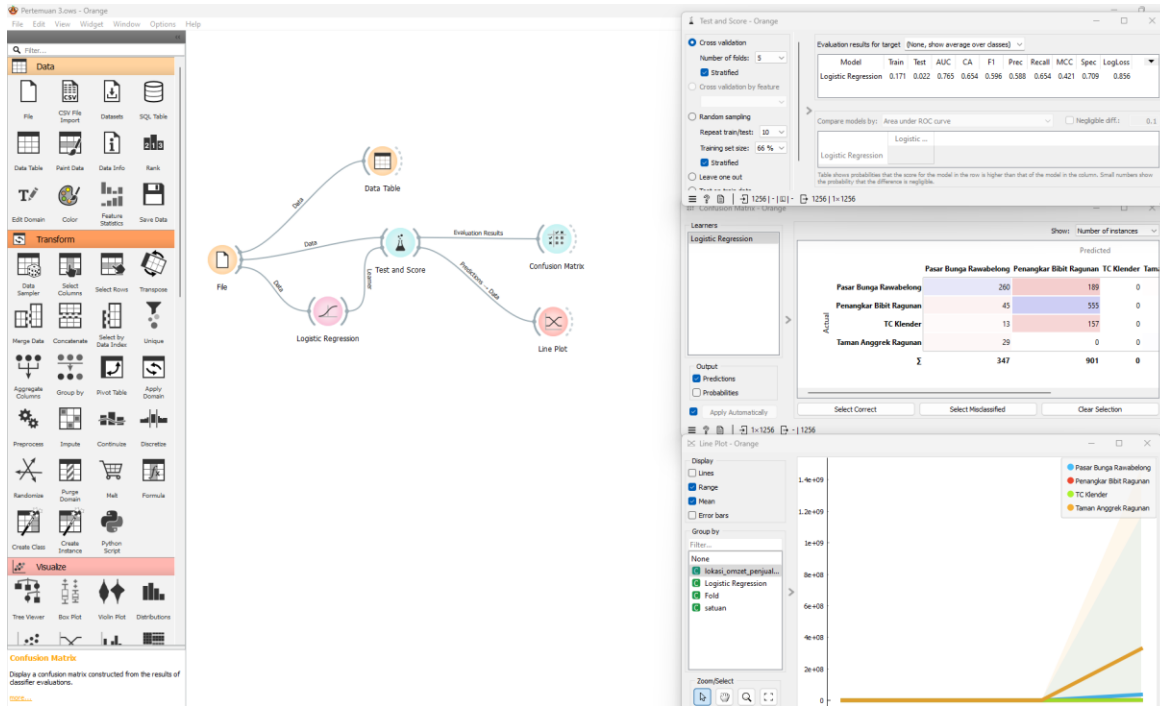 Pertemuan 3.ows - Orange
File Edit View Widget Window Options Help
Filter...
Data
File
CSV File Import
Datasets
SQL Table
Data Table
Paint Data
Data Info
Rank
Edit Domain
Color
Feature Statistics
Save Data
Transform
Data Sampler
Select Columns
Select Rows
Transpose
Merge Data
Concatenate
Select by Data Index
Unique
Aggregate Columns
Group by
Pivot Table
Apply Domain
Preprocess
Impute
Continuize
Discretize
Randomize
Purge Domain
Melt
Formula
Create Class
Create Instance
Python Script
Visualize
Tree Viewer
Box Plot
Violin Plot
Distributions
Confusion Matrix
Display a confusion matrix constructed from the results of classifier evaluations.
more...
File
Data
Data Table
Data
Test and Score
Data
Logistic Regression
Learner
Evaluation Results
Confusion Matrix
Predictions → Data
Line Plot
Test and Score - Orange
Cross validation
Number of folds: 5
Stratified
Cross validation by feature
Random sampling
Repeat train/test: 10
Training set size: 66 %
Stratified
Leave one out
Test on train data
Evaluation results for target (None, show average over classes)
Model Train Test AUC CA F1 Prec Recall MCC Spec LogLoss
Logistic Regression 0.171 0.022 0.765 0.654 0.596 0.588 0.654 0.421 0.709 0.856
Compare models by: Area under ROC curve Negligible diff.: 0.1
Logistic ...
Logistic Regression
Table shows probabilities that the score for the model in the row is higher than that of the model in the column. Small numbers show
the probability that the difference is negligible.
1256 | - | - 1256 | 1×1256
Confusion Matrix - Orange
Learners
Logistic Regression
Output
Predictions
Probabilities
Apply Automatically
Show: Number of instances
Predicted
Pasar Bunga Rawabelong Penangkar Bibit Ragunan TC Klender Tama
Actual
Pasar Bunga Rawabelong 260 189 0
Penangkar Bibit Ragunan 45 555 0
TC Klender 13 157 0
Taman Anggrek Ragunan 29 0 0
Σ 347 901 0
Select Correct
Select Misclassified
Clear Selection
1×1256 - | 1256
Line Plot - Orange
Display
Lines
Range
Mean
Error bars
Group by
Filter...
None
lokasi_omzet_penjual...
Logistic Regression
Fold
satuan
Zoom/Select
1.4e+09
1.2e+09
1e+09
8e+08
6e+08
4e+08
2e+08
0
Pasar Bunga Rawabelong
Penangkar Bibit Ragunan
TC Klender
Taman Anggrek Ragunan